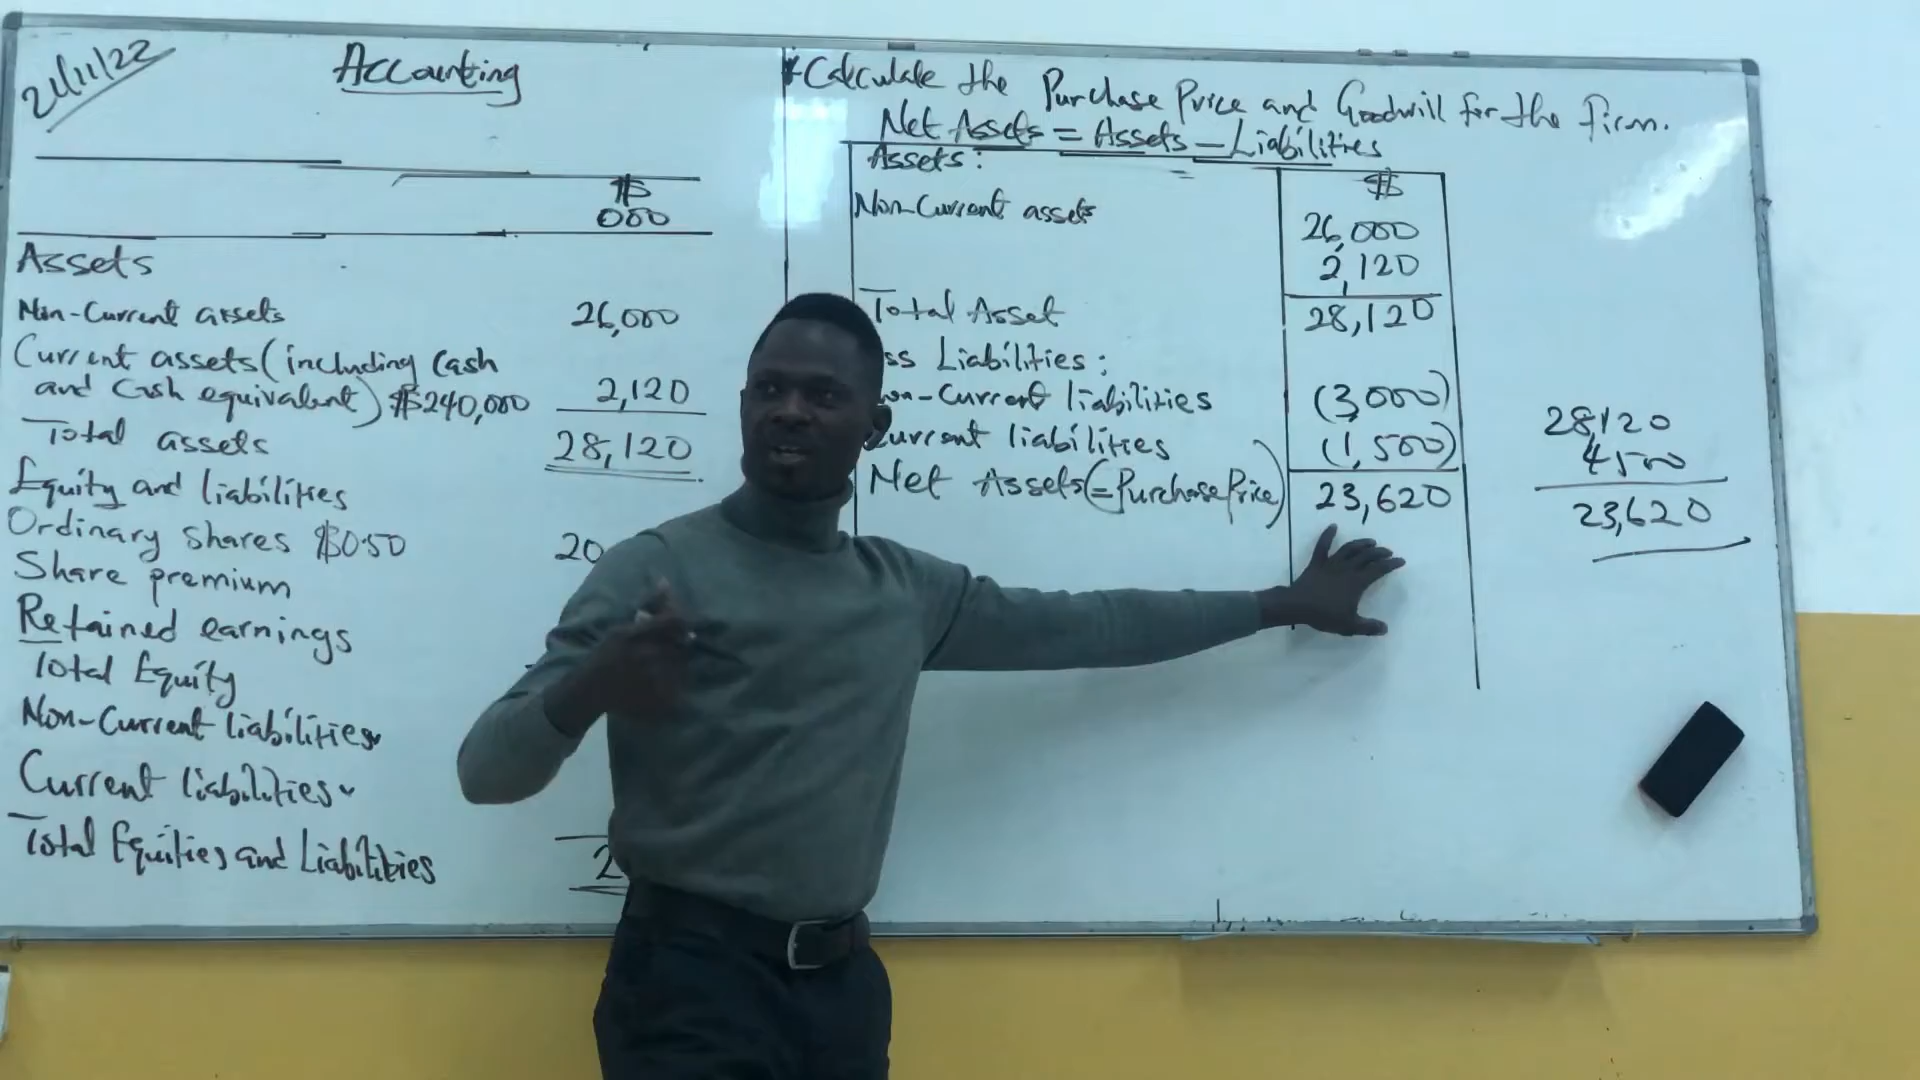 21/11/22
Accounting
$
000
Assets
Non-Current assets 26,000
Current assets (including Cash
and Cash equivalent) $240,000 2,120
Total assets 28,120
Equity and liabilities
Ordinary shares $0.50 20
Share premium
Retained earnings
Total Equity
Non-Current liabilities
Current liabilities
Total Equities and Liabilities 2
Calculate the Purchase Price and Goodwill for the firm.
Net Assets = Assets - Liabilities
Assets: $
Non-Current assets 26,000
2,120
Total Asset 28,120
ss Liabilities:
on-Current liabilities (3,000)
Current liabilities (1,500)
Net Assets (=Purchase Price) 23,620
28,120
4500
23,620